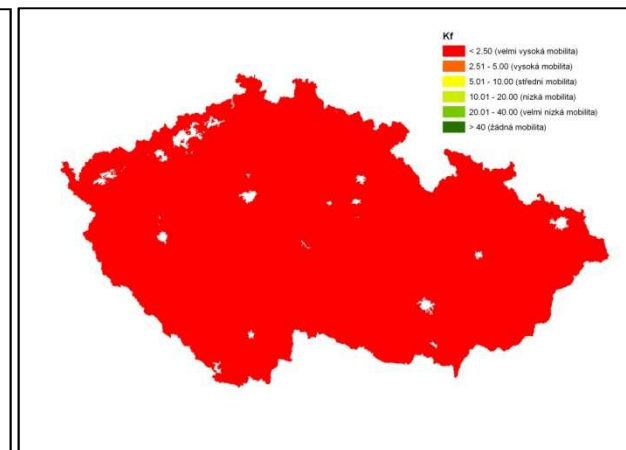 Kf
< 2.50 (velmi vysoká mobilita)
2.51 - 5.00 (vysoká mobilita)
5.01 - 10.00 (střední mobilita)
10.01 - 20.00 (nízká mobilita)
20.01 - 40.00 (velmi nízká mobilita)
> 40 (žádná mobilita)